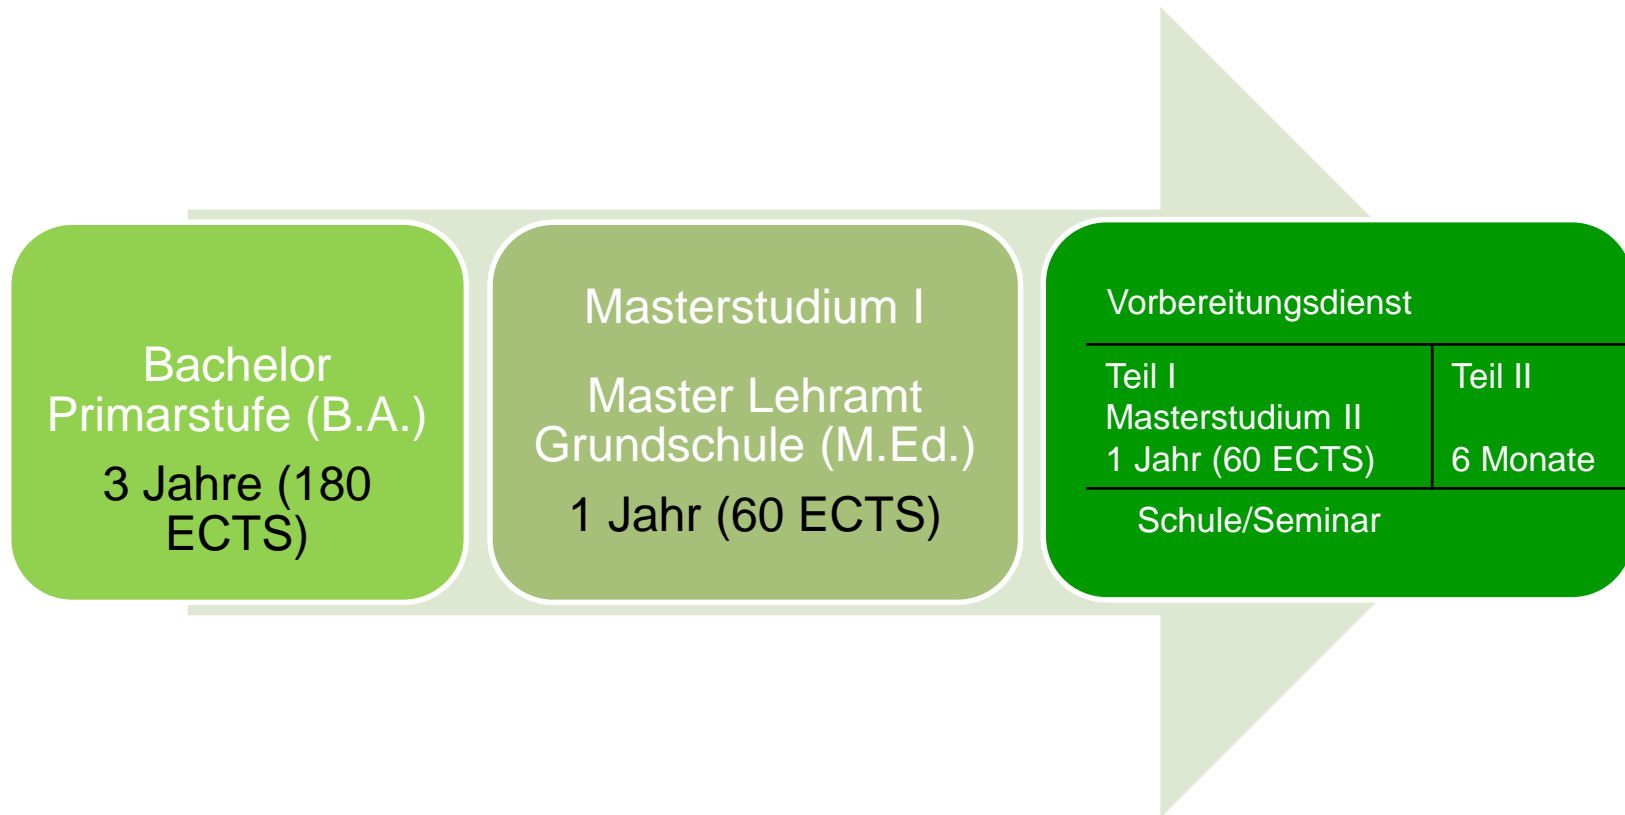 Bachelor
Primarstufe (B.A.)
3 Jahre (180
ECTS)
Masterstudium I
Master Lehramt
Grundschule (M.Ed.)
1 Jahr (60 ECTS)
Vorbereitungsdienst
Teil I
Masterstudium II
1 Jahr (60 ECTS)
Teil II
6 Monate
Schule/Seminar